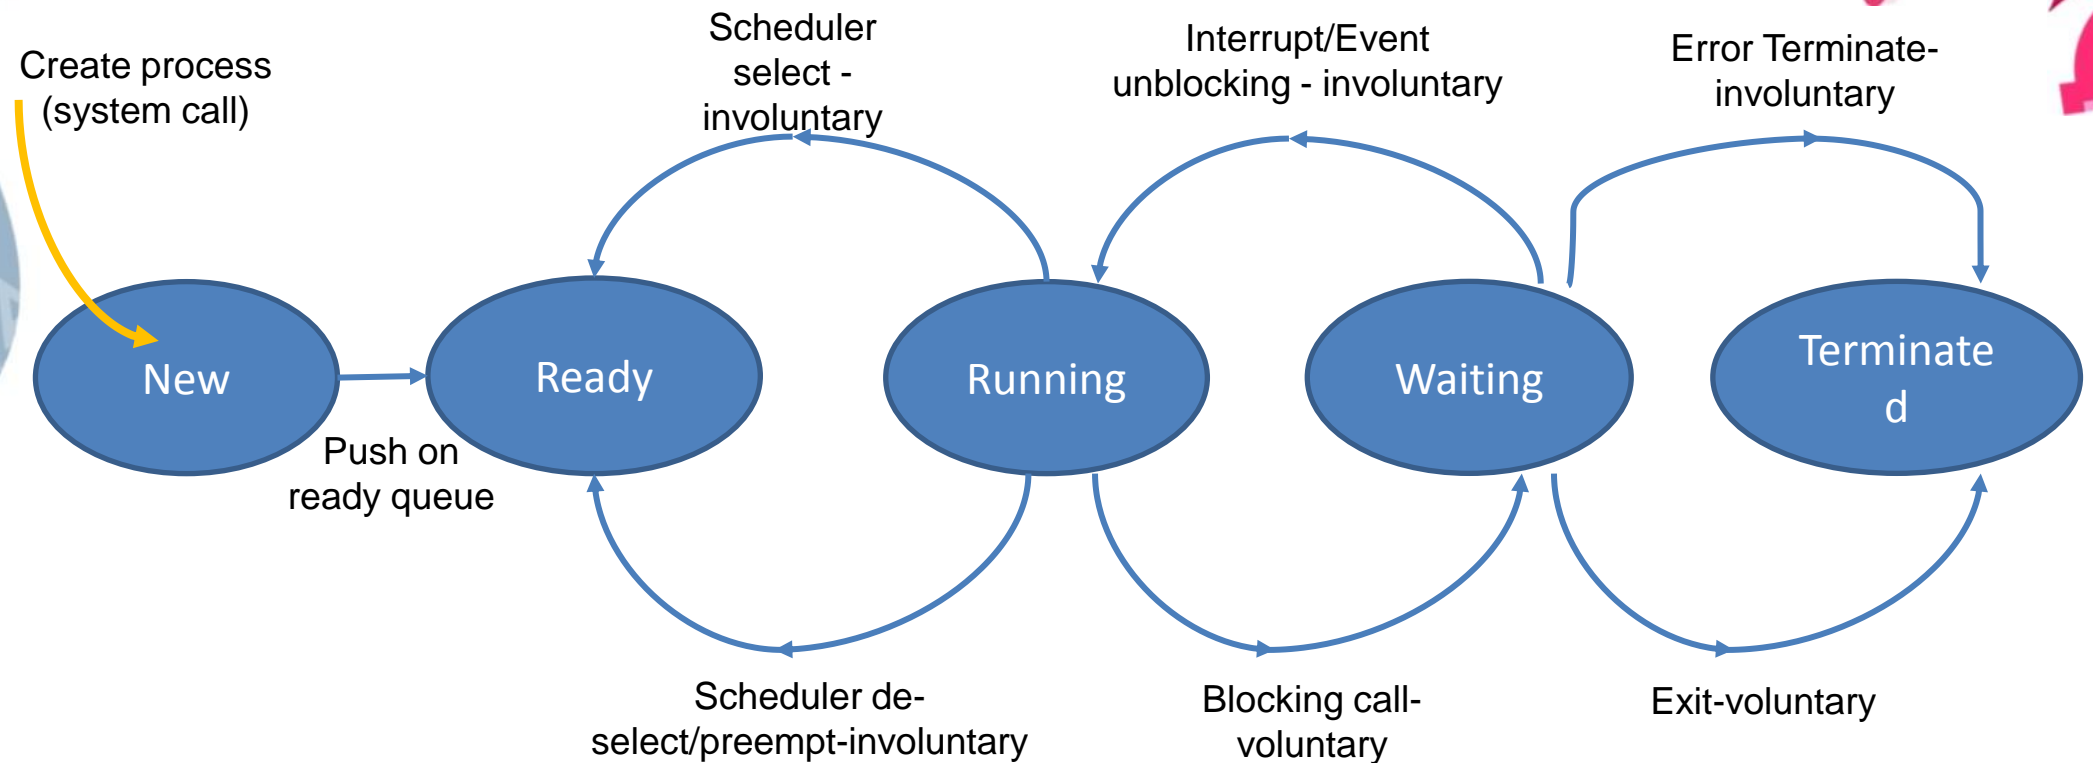 Create process
(system call)
Scheduler
select -
involuntary
Interrupt/Event
unblocking - involuntary
Error Terminate-
involuntary
New
Ready
Running
Waiting
Terminate
d
Push on
ready queue
Scheduler de-
select/preempt-involuntary
Blocking call-
voluntary
Exit-voluntary